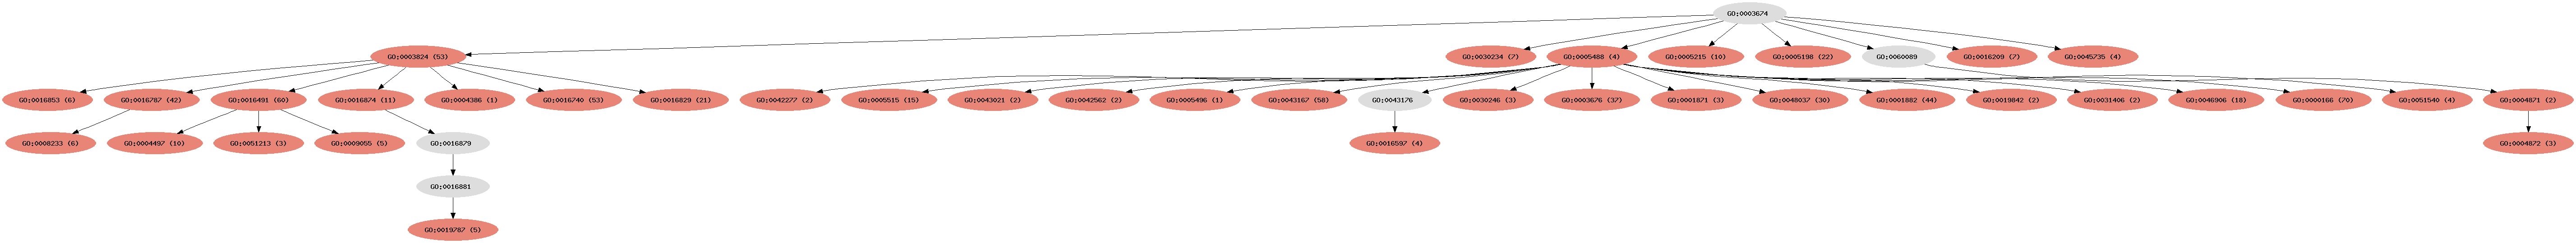 GO:0003674
GO:0003824 (53)
GO:0030234 (7)
GO:0005488 (4)
GO:0005215 (10)
GO:0005198 (22)
GO:0060089
GO:0016209 (7)
GO:0045735 (4)
GO:0016853 (6)
GO:0016787 (42)
GO:0016491 (60)
GO:0016874 (11)
GO:0004386 (1)
GO:0016740 (53)
GO:0016829 (21)
GO:0042277 (2)
GO:0005515 (15)
GO:0043021 (2)
GO:0042562 (2)
GO:0005496 (1)
GO:0043167 (58)
GO:0043176
GO:0030246 (3)
GO:0003676 (37)
GO:0001871 (3)
GO:0048037 (30)
GO:0001882 (44)
GO:0019842 (2)
GO:0031406 (2)
GO:0046906 (18)
GO:0000166 (70)
GO:0051540 (4)
GO:0004871 (2)
GO:0008233 (6)
GO:0004497 (10)
GO:0051213 (3)
GO:0009055 (5)
GO:0016879
GO:0016597 (4)
GO:0004872 (3)
GO:0016881
GO:0019787 (5)